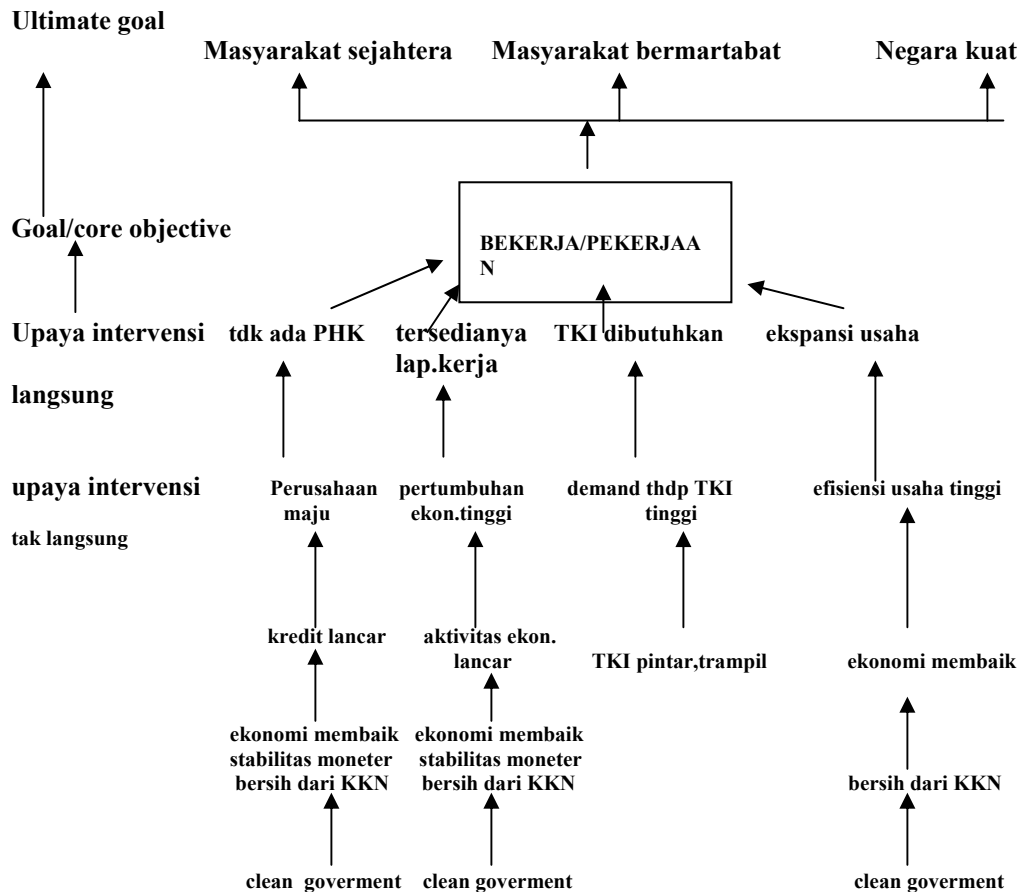 Ultimate goal
Masyarakat sejahtera Masyarakat bermartabat Negara kuat
Goal/core objective
BEKERJA/PEKERJAA
N
Upaya intervensi tdk ada PHK tersedianya TKI dibutuhkan ekspansi usaha
lap.kerja
langsung
upaya intervensi Perusahaan pertumbuhan demand thdp TKI efisiensi usaha tinggi
maju ekon.tinggi tinggi
tak langsung
kredit lancar aktivitas ekon.
lancar TKI pintar,trampil ekonomi membaik
ekonomi membaik ekonomi membaik
stabilitas moneter stabilitas moneter
bersih dari KKN bersih dari KKN bersih dari KKN
clean goverment clean goverment clean goverment